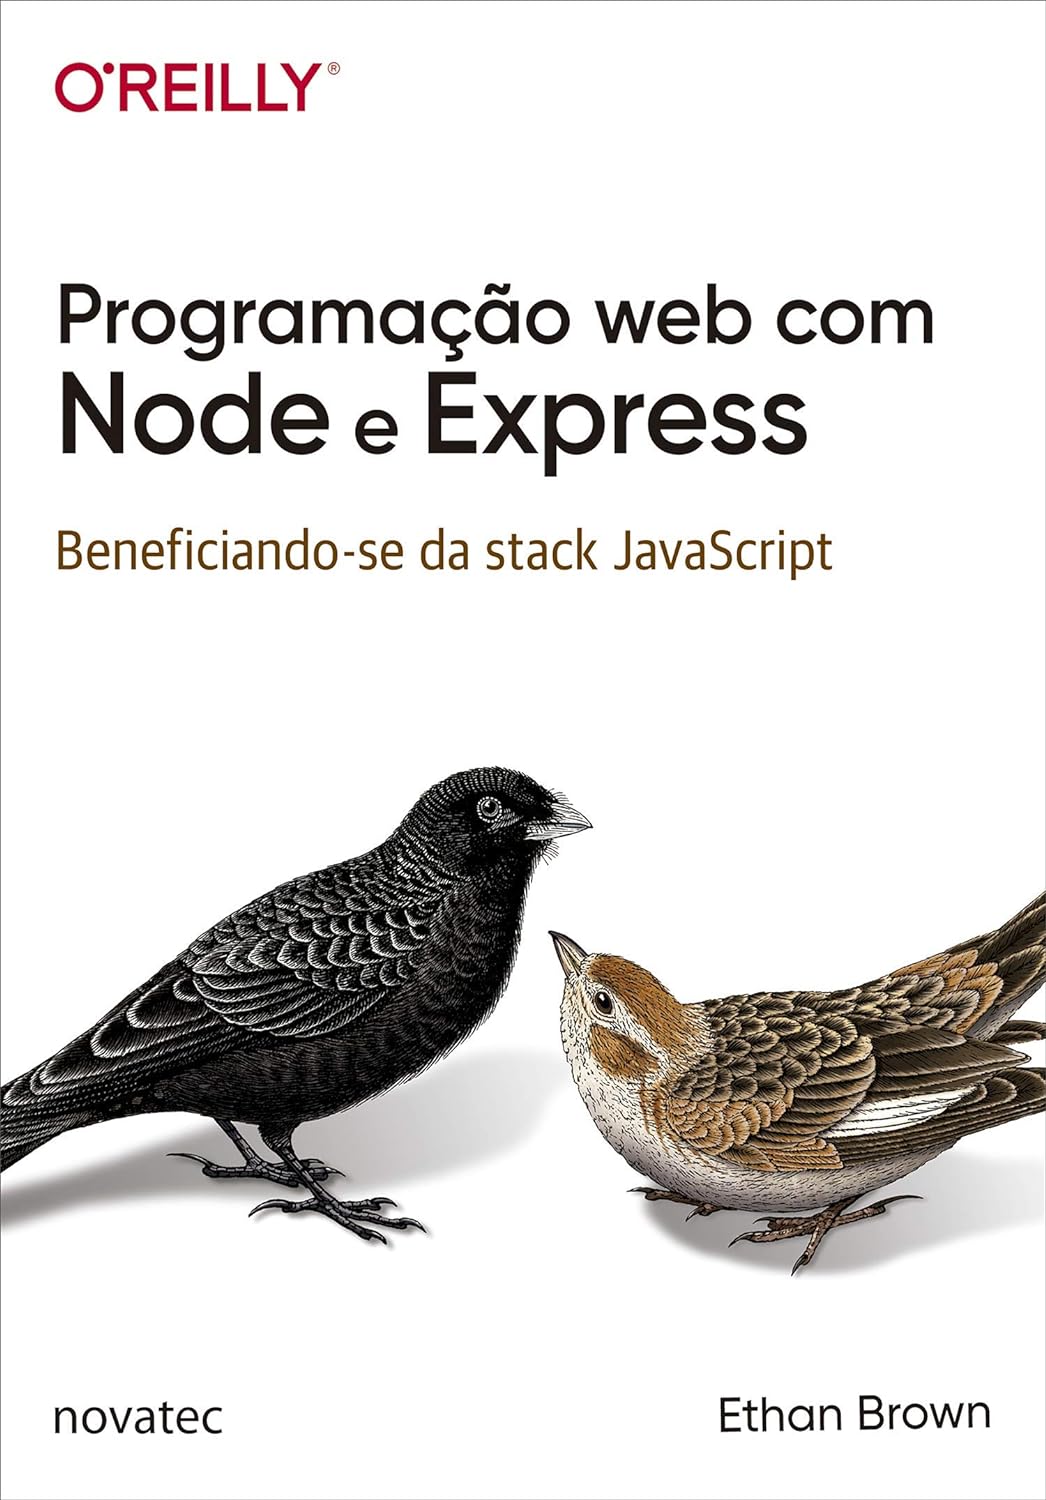 O'REILLY®
Programação web com
Node e Express
Beneficiando-se da stack JavaScript
novatec
Ethan Brown